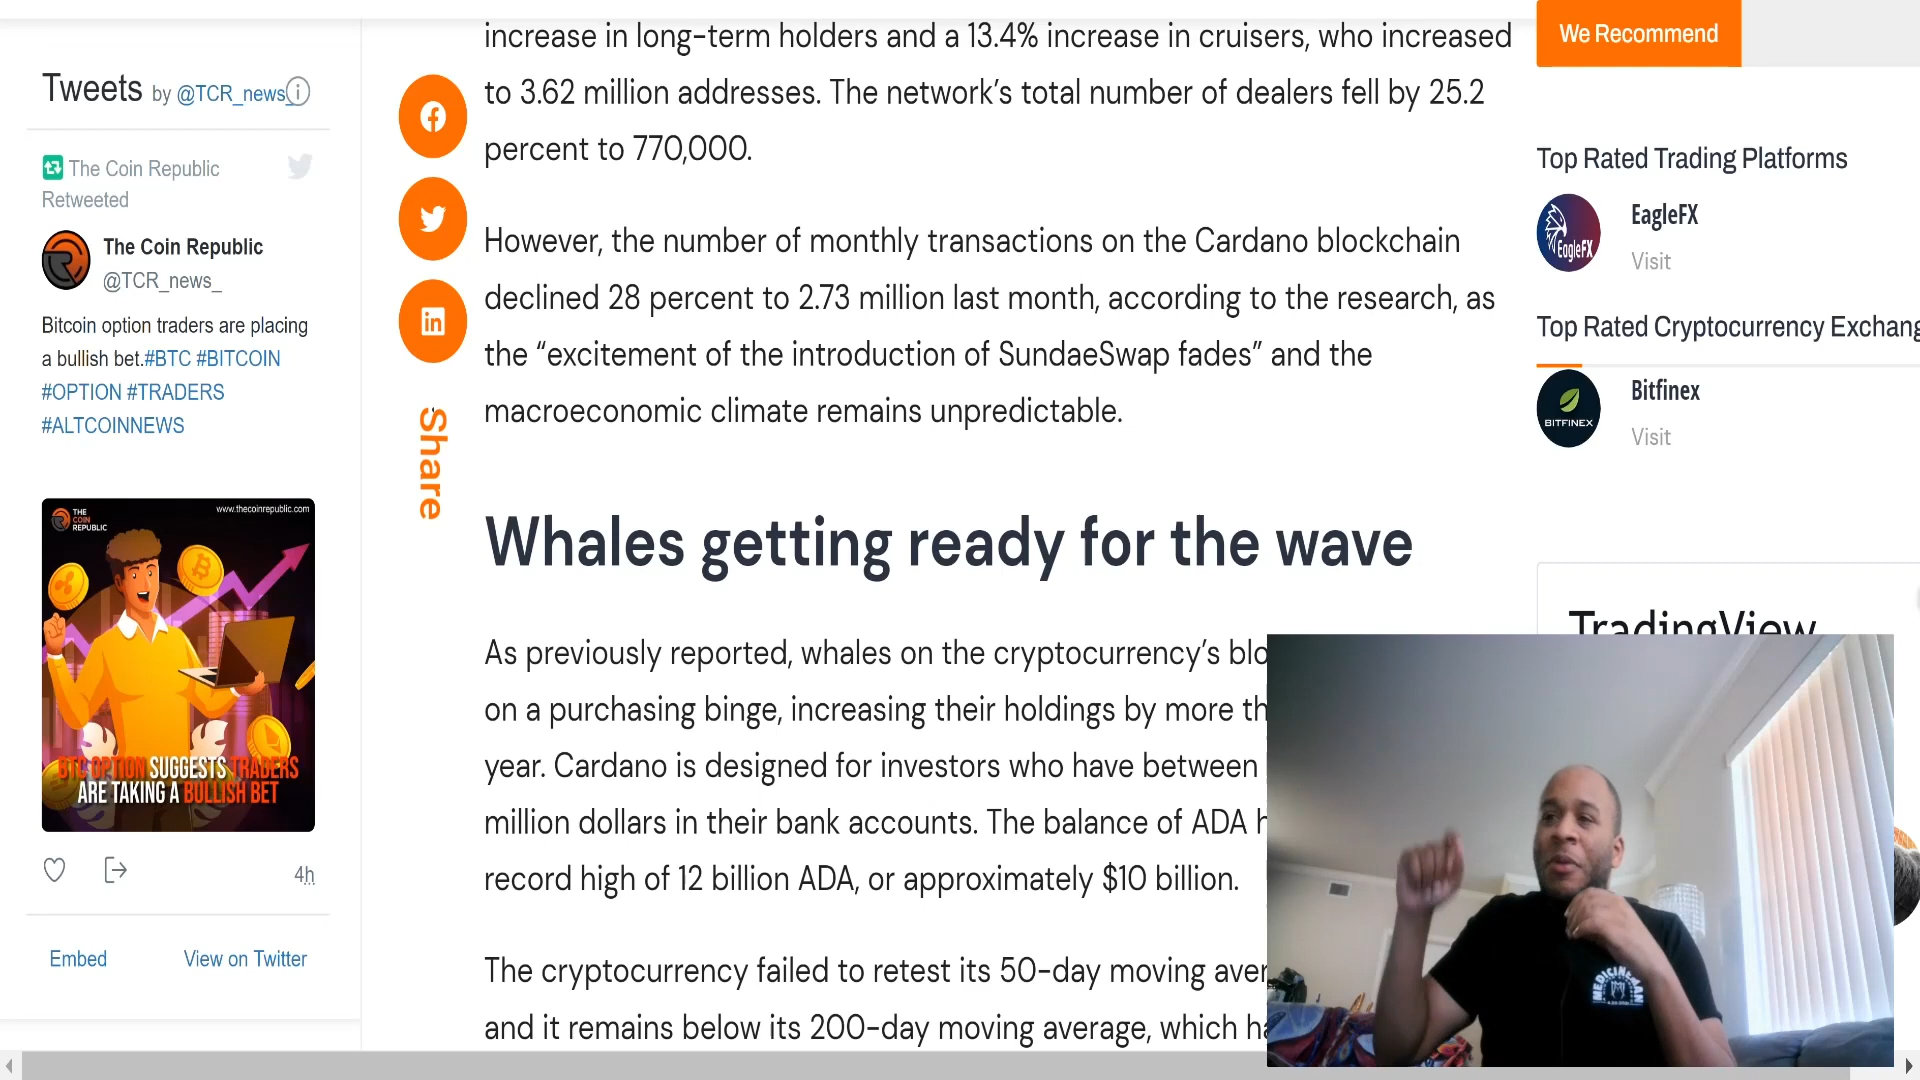 Tweets by @TCR_news_
The Coin Republic
Retweeted
The Coin Republic
@TCR_news_
Bitcoin option traders are placing
a bullish bet.#BTC #BITCOIN
#OPTION #TRADERS
#ALTCOINNEWS
THE
COIN
REPUBLIC
www.thecoinrepublic.com
BTC OPTION SUGGESTS TRADERS
ARE TAKING A BULLISH BET
4h
Embed
View on Twitter
Share
increase in long-term holders and a 13.4% increase in cruisers, who increased
to 3.62 million addresses. The network’s total number of dealers fell by 25.2
percent to 770,000.
However, the number of monthly transactions on the Cardano blockchain
declined 28 percent to 2.73 million last month, according to the research, as
the “excitement of the introduction of SundaeSwap fades” and the
macroeconomic climate remains unpredictable.
Whales getting ready for the wave
As previously reported, whales on the cryptocurrency’s blo
on a purchasing binge, increasing their holdings by more th
year. Cardano is designed for investors who have between
million dollars in their bank accounts. The balance of ADA h
record high of 12 billion ADA, or approximately $10 billion.
The cryptocurrency failed to retest its 50-day moving aver
and it remains below its 200-day moving average, which ha
We Recommend
Top Rated Trading Platforms
EagleFX
EagleFX
Visit
Top Rated Cryptocurrency Exchang
BITFINEX
Bitfinex
Visit
TradingView
MEDICINEMAN